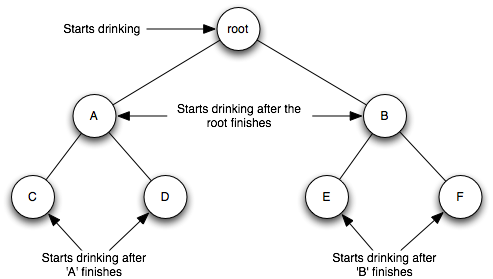 Starts drinking
root
A
Starts drinking after the
root finishes
B
C
D
E
F
Starts drinking after
'A' finishes
Starts drinking after
'B' finishes